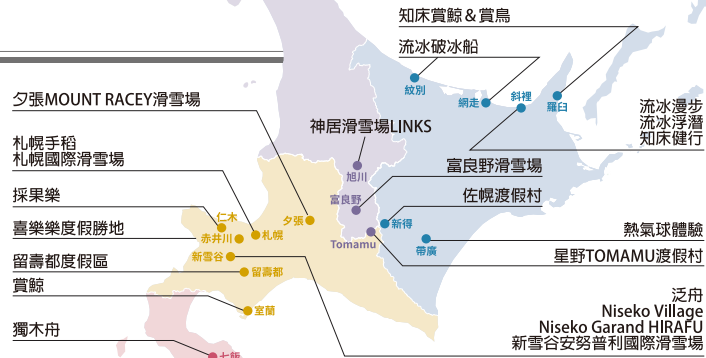 知床賞鯨＆賞鳥
流冰破冰船
紋別
網走
斜裡
羅臼
夕張MOUNT RACEY滑雪場
流冰漫步
流冰浮潛
知床健行
神居滑雪場LINKS
札幌手稻
札幌國際滑雪場
旭川
富良野滑雪場
採果樂
富良野
佐幌渡假村
仁木
夕張
新得
喜樂樂度假勝地
赤井川
札幌
熱氣球體驗
Tomamu
帶廣
留壽都度假區
新雪谷
星野TOMAMU渡假村
留壽都
賞鯨
泛舟
室蘭
Niseko Village
獨木舟
Niseko Garand HIRAFU
新雪谷安努普利國際滑雪場
七飯